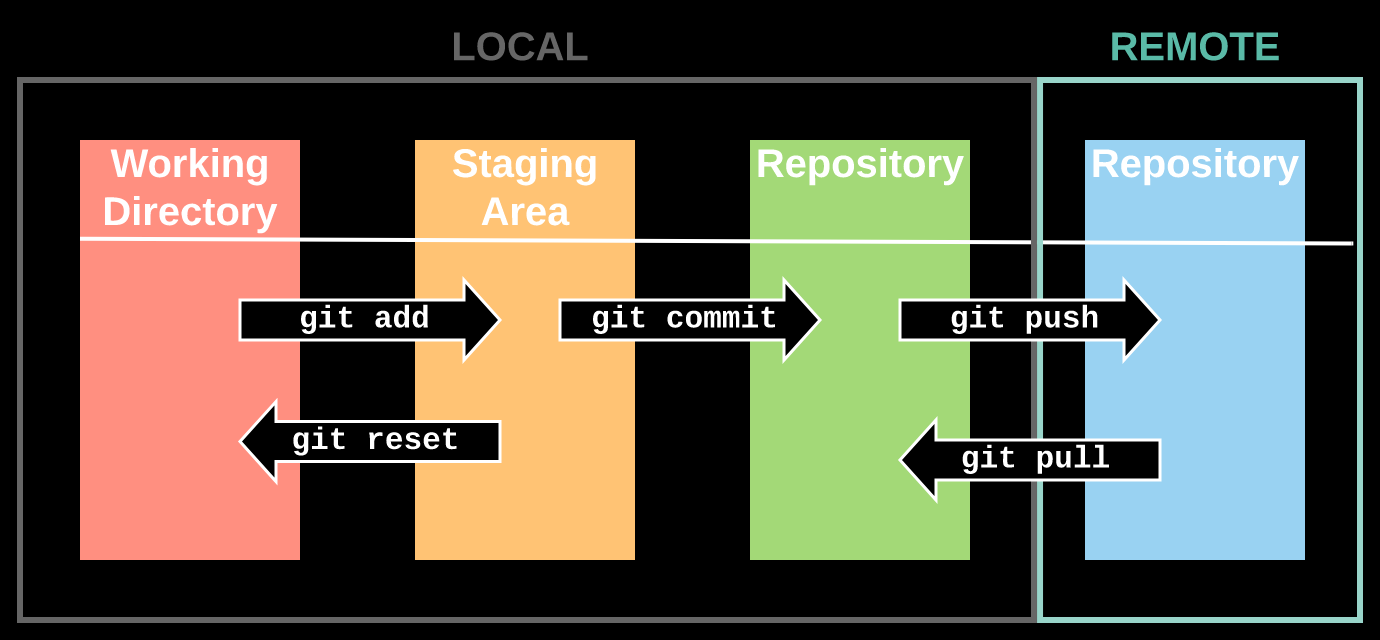 LOCAL
REMOTE
Working
Directory
Staging
Area
Repository
Repository
git add
git commit
git push
git reset
git pull